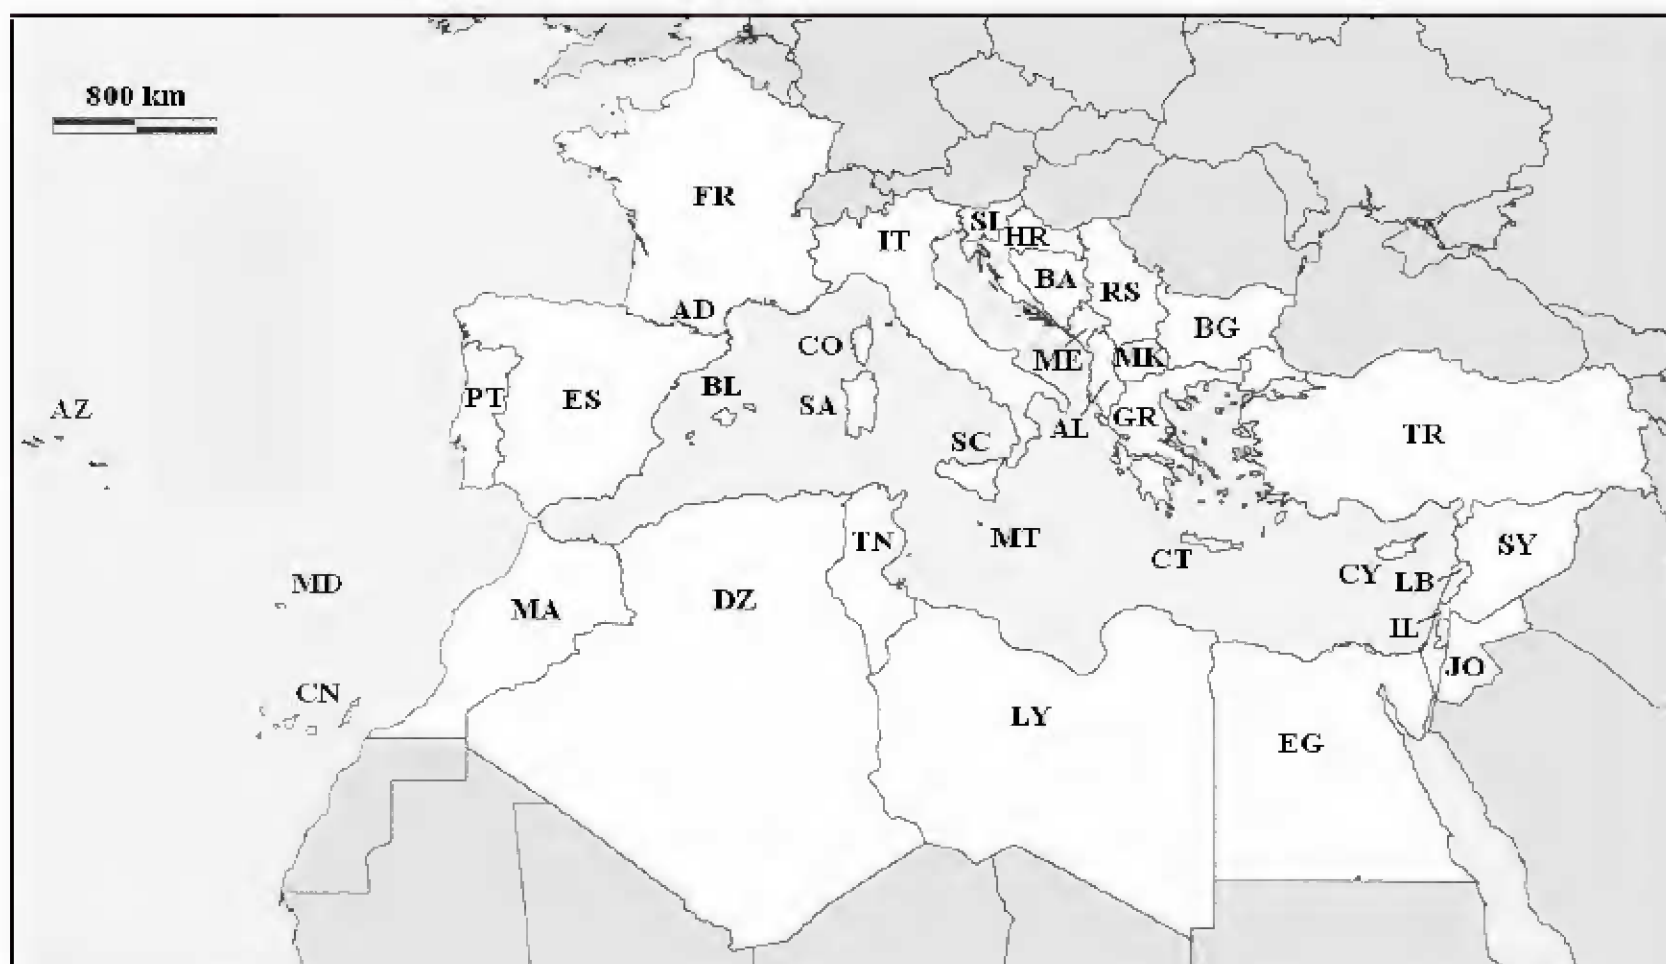 800 km
FR
SI
HR
IT
BA
RS
AD
BG
CO
ME
MK
BL
PT
ES
SA
AZ
GR
AL
TR
SC
TN
MT
SY
CT
CY
LB
MD
MA
DZ
IL
JO
CN
LY
EG